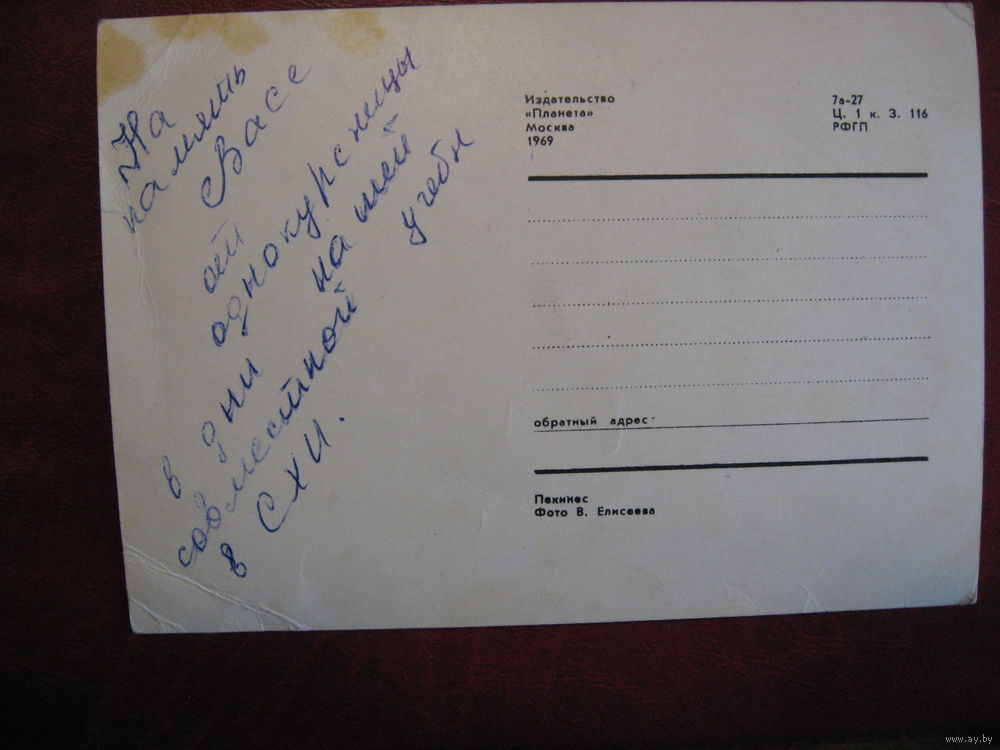 На
память
Васе
от
однокурсницы
в дни нашей
совместной учебы
в СХИ.
Издательство
«Планета»
Москва
1969
7а-27
Ц. 1 к. З. 116
РФГП
обратный адрес
Пекинес
Фото В. Елисеева
www.ay.by